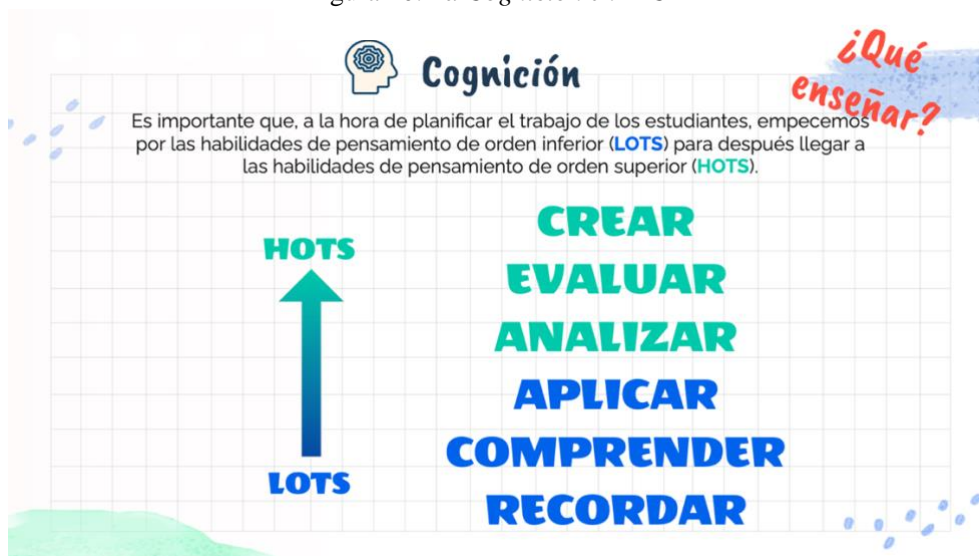 Cognición
¿Qué
enseñar?
Es importante que, a la hora de planificar el trabajo de los estudiantes, empecemos
por las habilidades de pensamiento de orden inferior (LOTS) para después llegar a
las habilidades de pensamiento de orden superior (HOTS).
HOTS
LOTS
CREAR
EVALUAR
ANALIZAR
APLICAR
COMPRENDER
RECORDAR